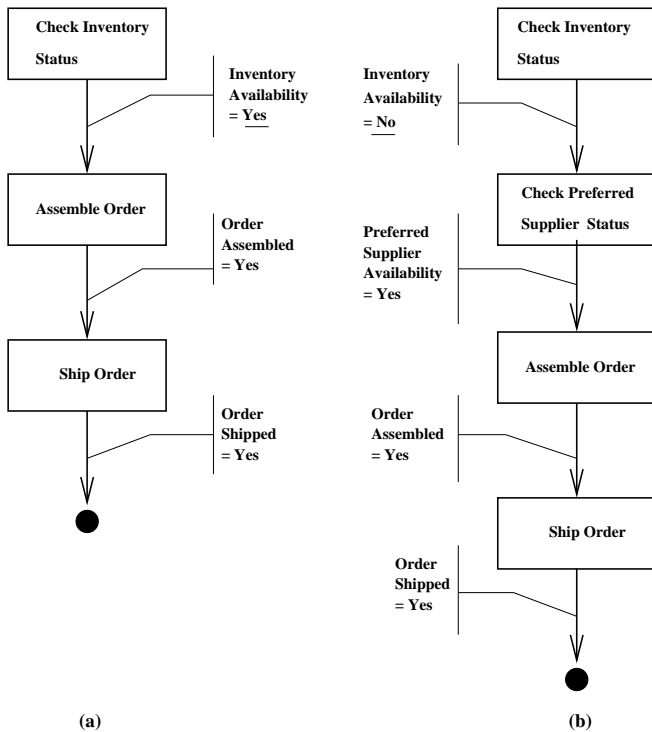 Check Inventory
Status
Inventory
Availability
= Yes
Assemble Order
Order
Assembled
= Yes
Ship Order
Order
Shipped
= Yes
(a)
Check Inventory
Status
Inventory
Availability
= No
Check Preferred
Supplier Status
Preferred
Supplier
Availability
= Yes
Assemble Order
Order
Assembled
= Yes
Ship Order
Order
Shipped
= Yes
(b)